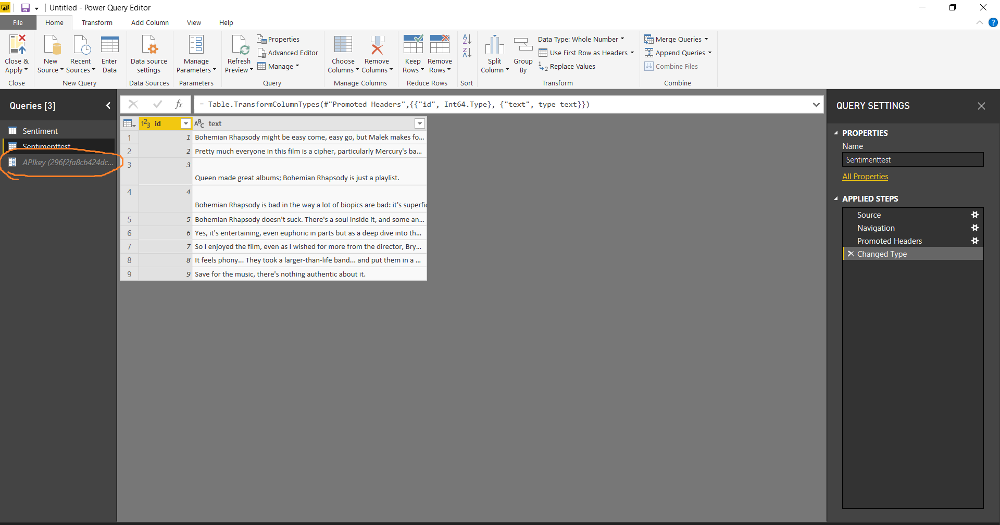 Untitled - Power Query Editor
File Home Transform Add Column View Help
Close & Apply
New Source
Recent Sources
Enter Data
Data source settings
Manage Parameters
Refresh Preview
Properties
Advanced Editor
Manage
Choose Columns
Remove Columns
Keep Rows
Remove Rows
Split Column
Group By
Data Type: Whole Number
Use First Row as Headers
Replace Values
Merge Queries
Append Queries
Combine Files
Close
New Query
Data Sources
Parameters
Query
Manage Columns
Reduce Rows
Sort
Transform
Combine
Queries [3]
Sentiment
Sentimenttest
APIkey (296f2fa8cb424dc...
= Table.TransformColumnTypes(#"Promoted Headers",{{"id", Int64.Type}, {"text", type text}})
id text
1 1 Bohemian Rhapsody might be easy come, easy go, but Malek makes fo...
2 2 Pretty much everyone in this film is a cipher, particularly Mercury's ba...
3 3 Queen made great albums; Bohemian Rhapsody is just a playlist.
4 4 Bohemian Rhapsody is bad in the way a lot of biopics are bad: it's superfi
5 5 Bohemian Rhapsody doesn't suck. There's a soul inside it, and some an...
6 6 Yes, it's entertaining, even euphoric in parts but as a deep dive into th...
7 7 So I enjoyed the film, even as I wished for more from the director, Bry...
8 8 It feels phony... They took a larger-than-life band... and put them in a ...
9 9 Save for the music, there's nothing authentic about it.
QUERY SETTINGS
PROPERTIES
Name
Sentimenttest
All Properties
APPLIED STEPS
Source
Navigation
Promoted Headers
Changed Type